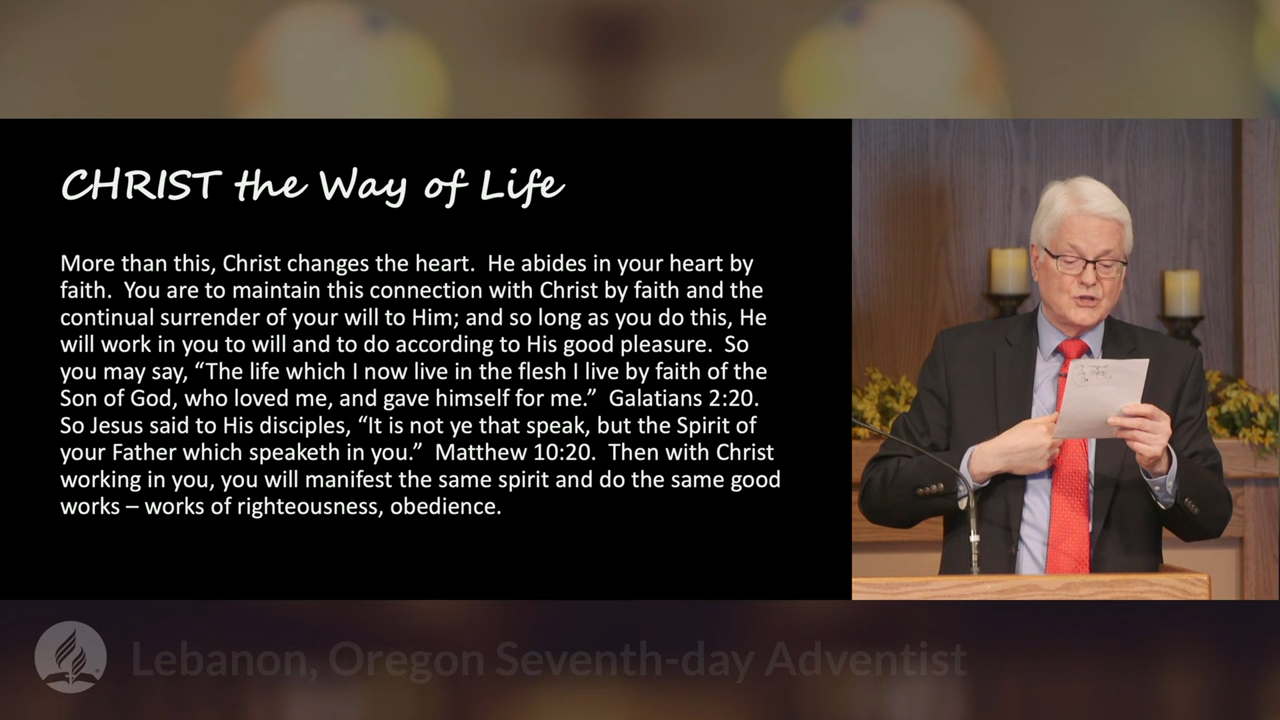 CHRIST the Way of Life
More than this, Christ changes the heart.  He abides in your heart by
faith.  You are to maintain this connection with Christ by faith and the
continual surrender of your will to Him; and so long as you do this, He
will work in you to will and to do according to His good pleasure.  So
you may say, “The life which I now live in the flesh I live by faith of the
Son of God, who loved me, and gave himself for me.”  Galatians 2:20.
So Jesus said to His disciples, “It is not ye that speak, but the Spirit of
your Father which speaketh in you.”  Matthew 10:20.  Then with Christ
working in you, you will manifest the same spirit and do the same good
works – works of righteousness, obedience.
Lebanon, Oregon Seventh-day Adventist